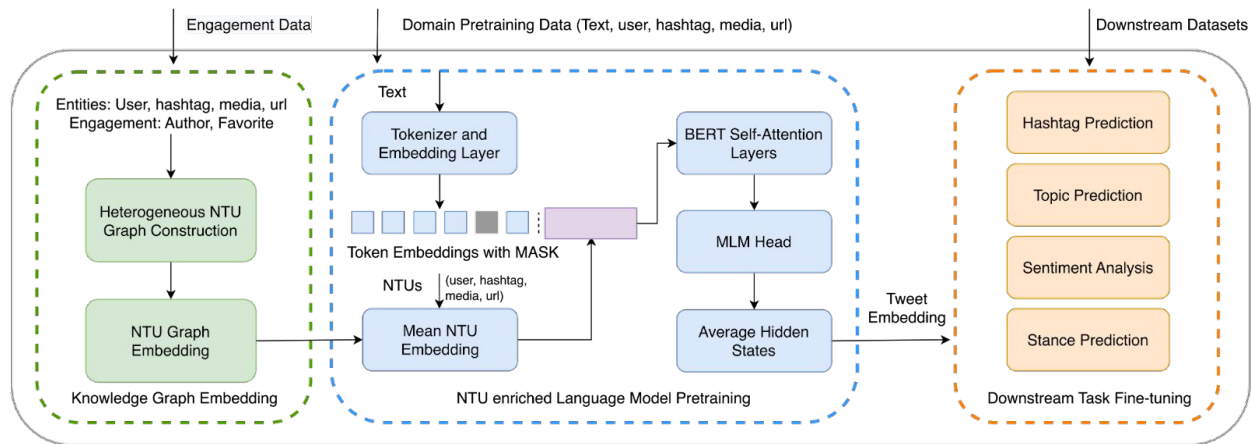 Engagement Data
Domain Pretraining Data (Text, user, hashtag, media, url)
Downstream Datasets
Entities: User, hashtag, media, url
Engagement: Author, Favorite
Heterogeneous NTU
Graph Construction
NTU Graph
Embedding
Knowledge Graph Embedding
Text
Tokenizer and
Embedding Layer
Token Embeddings with MASK
NTUs
(user, hashtag,
media, url)
Mean NTU
Embedding
BERT Self-Attention
Layers
MLM Head
Average Hidden
States
NTU enriched Language Model Pretraining
Tweet
Embedding
Hashtag Prediction
Topic Prediction
Sentiment Analysis
Stance Prediction
Downstream Task Fine-tuning